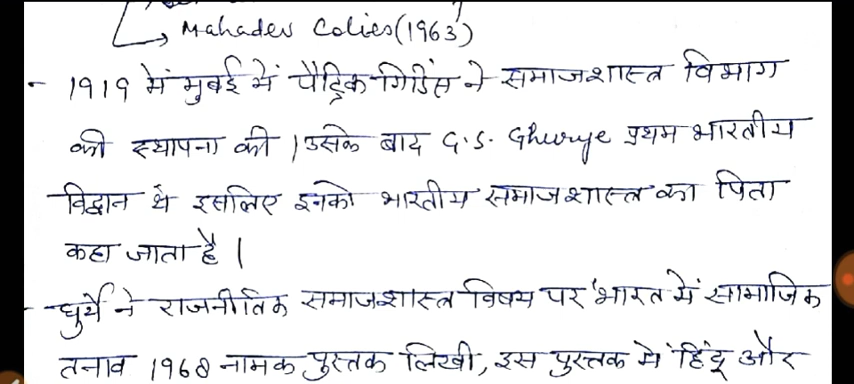 Mahadev Colies (1963)
- 1919 में मुबई में पैट्रिक गिडिंस ने समाजशास्त्र विभाग
की स्थापना की। उसके बाद G.S. Ghurye प्रथम भारतीय
विद्वान थे इसलिए इनको भारतीय समाजशास्त्र का पिता
कहा जाता है।
- घुर्ये ने राजनीतिक समाजशास्त्र विषय पर 'भारत में सामाजिक
तनाव 1968 नामक पुस्तक लिखी, इस पुस्तक में हिंदू और